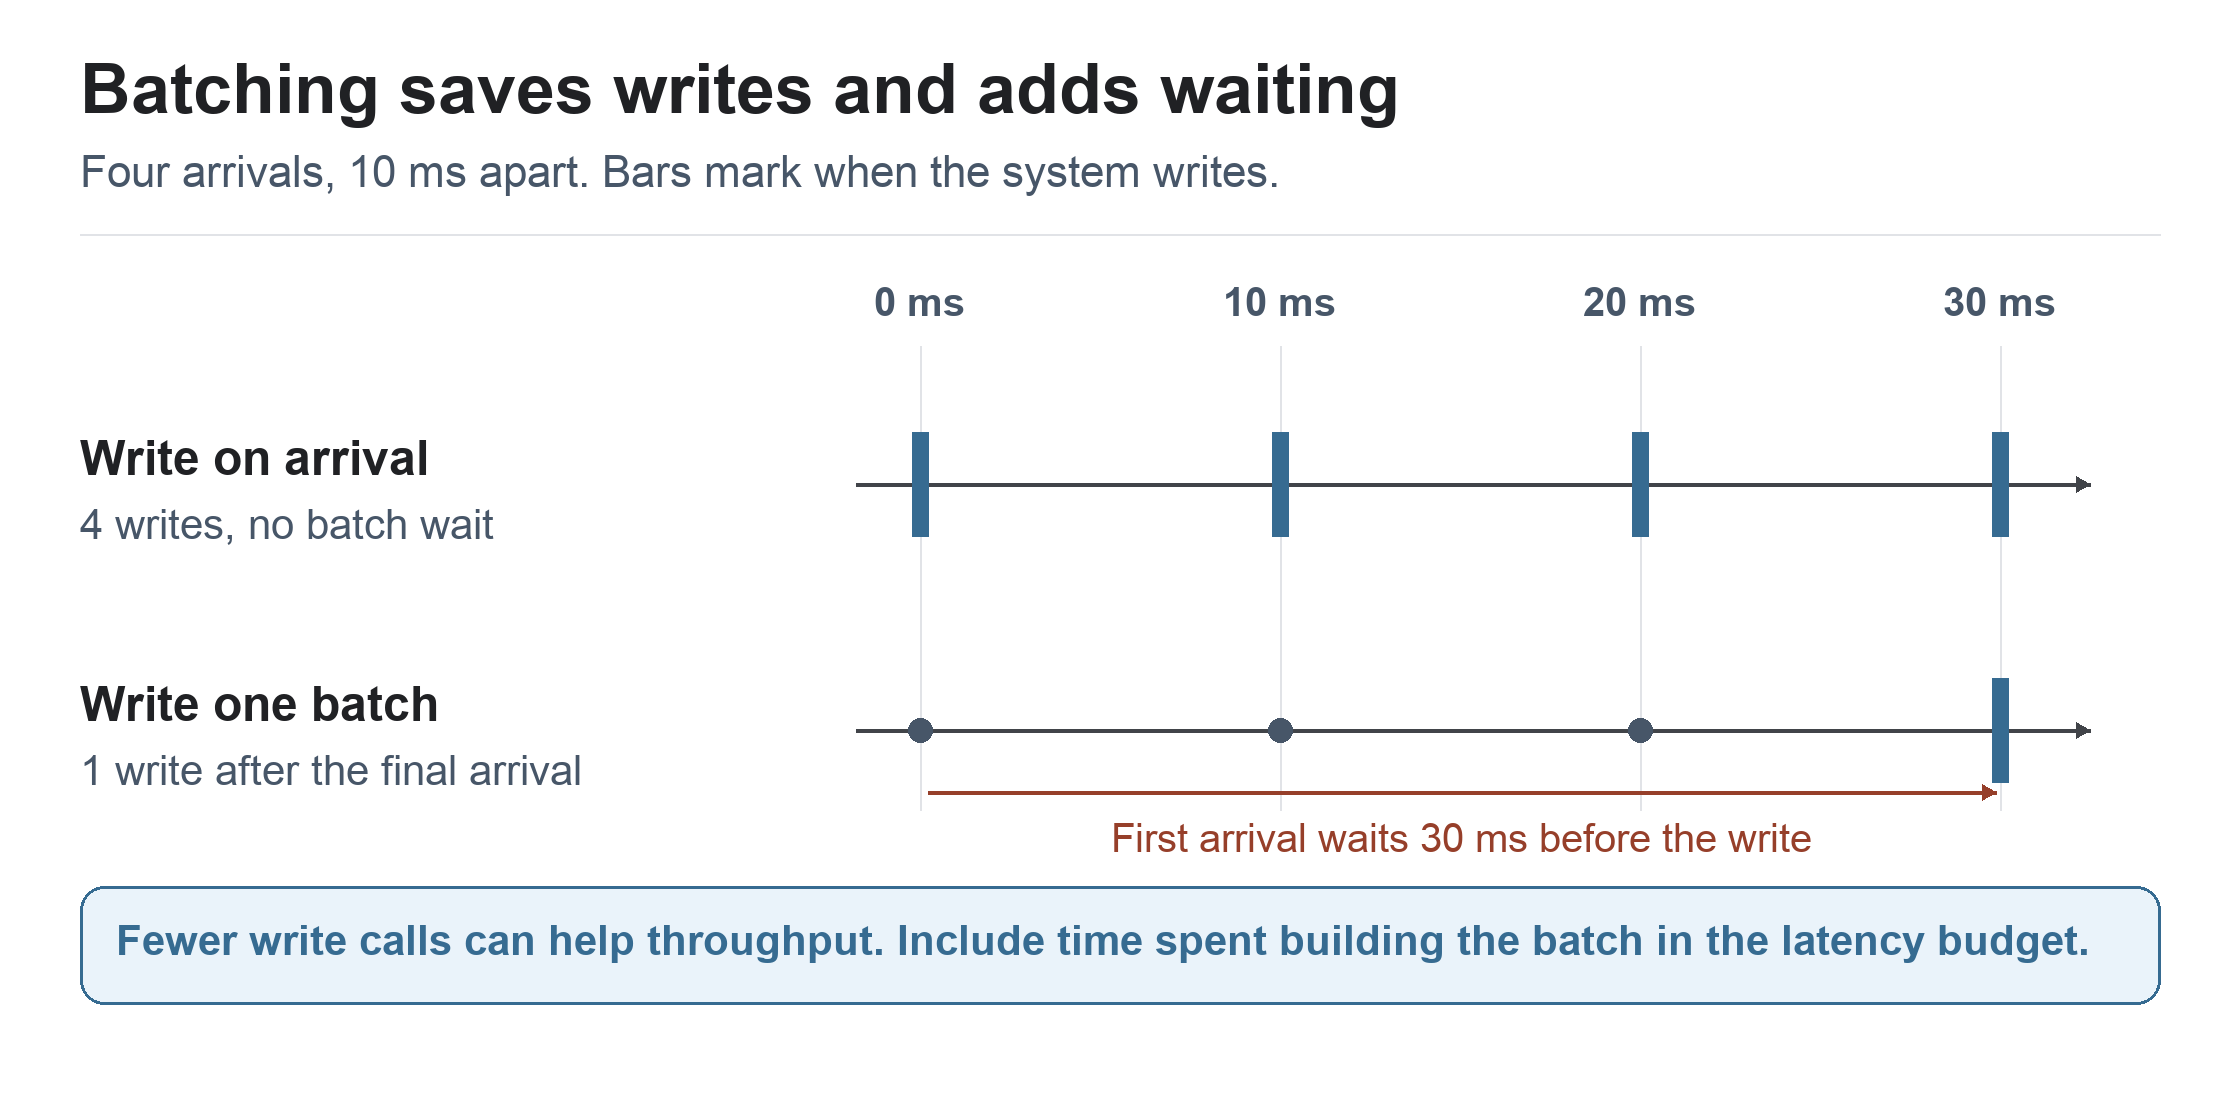 Batching saves writes and adds waiting
Four arrivals, 10 ms apart. Bars mark when the system writes.
0 ms
10 ms
20 ms
30 ms
Write on arrival
4 writes, no batch wait
Write one batch
1 write after the final arrival
First arrival waits 30 ms before the write
Fewer write calls can help throughput. Include time spent building the batch in the latency budget.